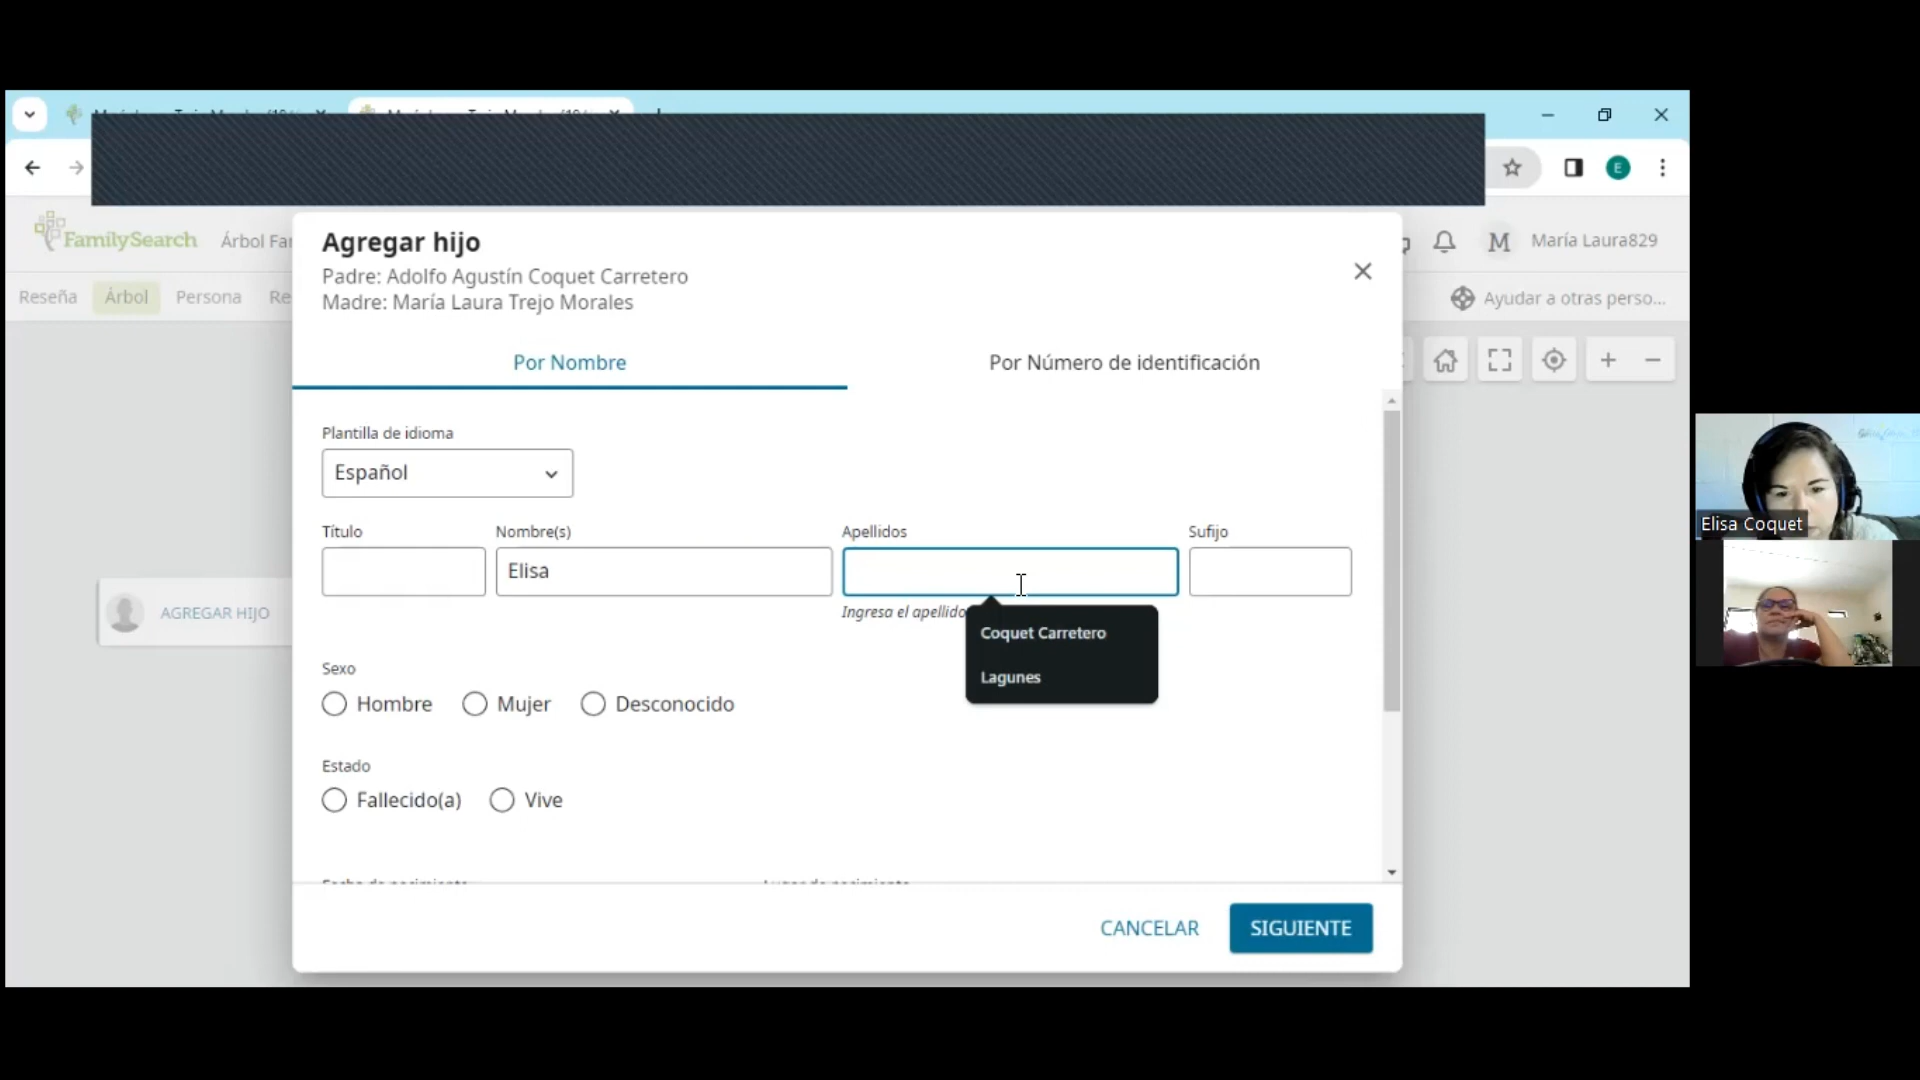 E
FamilySearch
Árbol Fa
M
María Laura829
Reseña
Árbol
Persona
Re
Ayudar a otras perso...
Agregar hijo
Padre: Adolfo Agustín Coquet Carretero
Madre: María Laura Trejo Morales
Por Nombre
Por Número de identificación
Plantilla de idioma
Español
Título
Nombre(s)
Apellidos
Sufijo
Elisa
Ingresa el apellido
Coquet Carretero
Lagunes
AGREGAR HIJO
Sexo
Hombre
Mujer
Desconocido
Estado
Fallecido(a)
Vive
CANCELAR
SIGUIENTE
Elisa Coquet